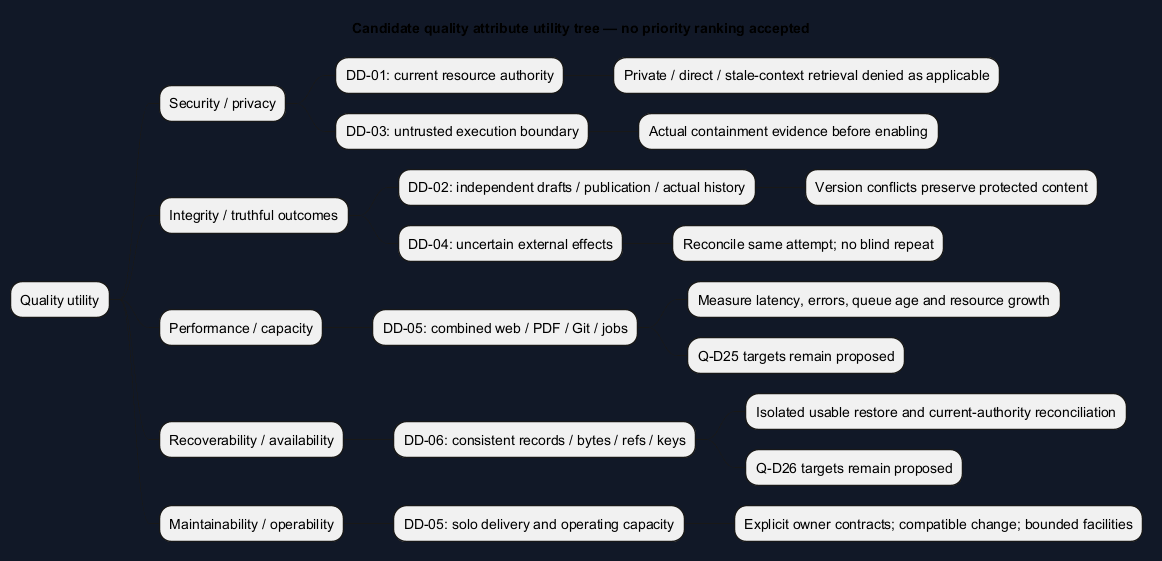 Candidate quality attribute utility tree — no priority ranking accepted
Quality utility
Security / privacy
DD-01: current resource authority
Private / direct / stale-context retrieval denied as applicable
DD-03: untrusted execution boundary
Actual containment evidence before enabling
Integrity / truthful outcomes
DD-02: independent drafts / publication / actual history
Version conflicts preserve protected content
DD-04: uncertain external effects
Reconcile same attempt; no blind repeat
Performance / capacity
DD-05: combined web / PDF / Git / jobs
Measure latency, errors, queue age and resource growth
Q-D25 targets remain proposed
Recoverability / availability
DD-06: consistent records / bytes / refs / keys
Isolated usable restore and current-authority reconciliation
Q-D26 targets remain proposed
Maintainability / operability
DD-05: solo delivery and operating capacity
Explicit owner contracts; compatible change; bounded facilities